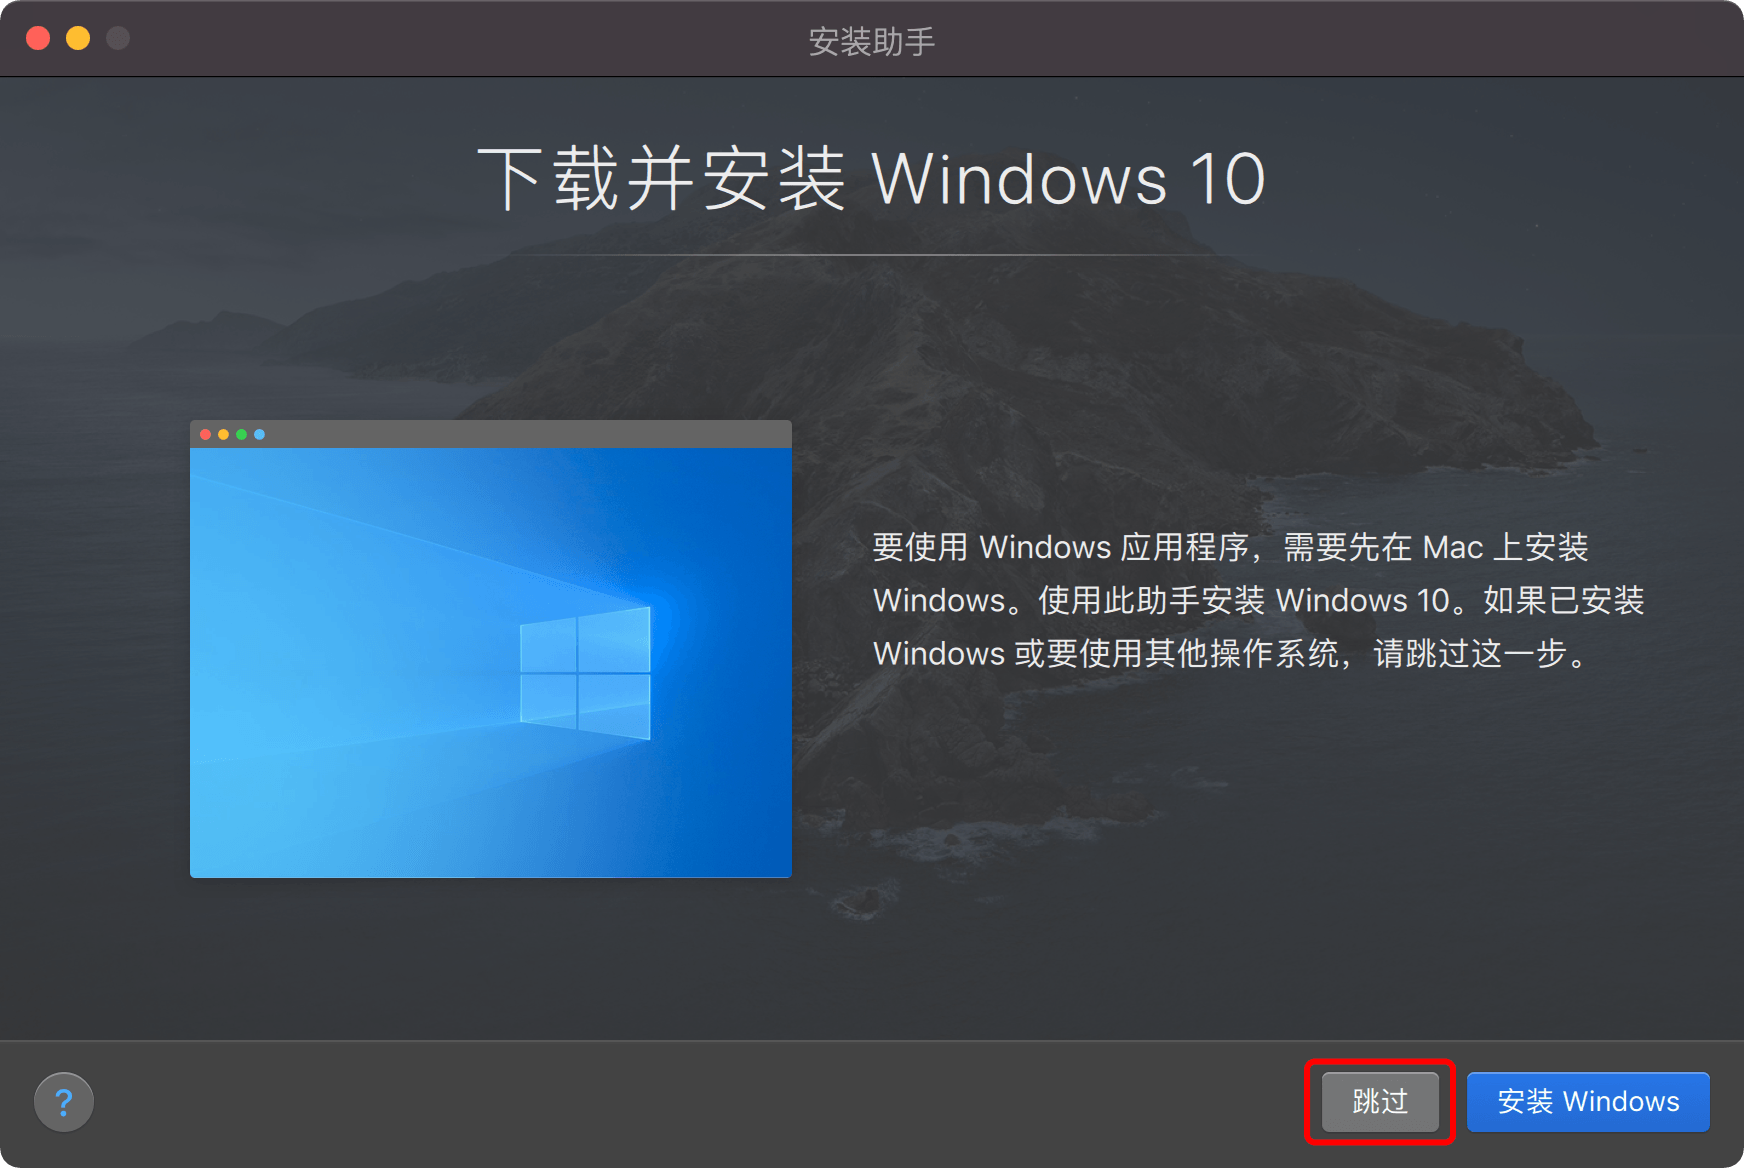 安装助手
下载并安装 Windows 10
要使用 Windows 应用程序，需要先在 Mac 上安装
Windows。使用此助手安装 Windows 10。如果已安装
Windows 或要使用其他操作系统，请跳过这一步。
?
跳过
安装 Windows